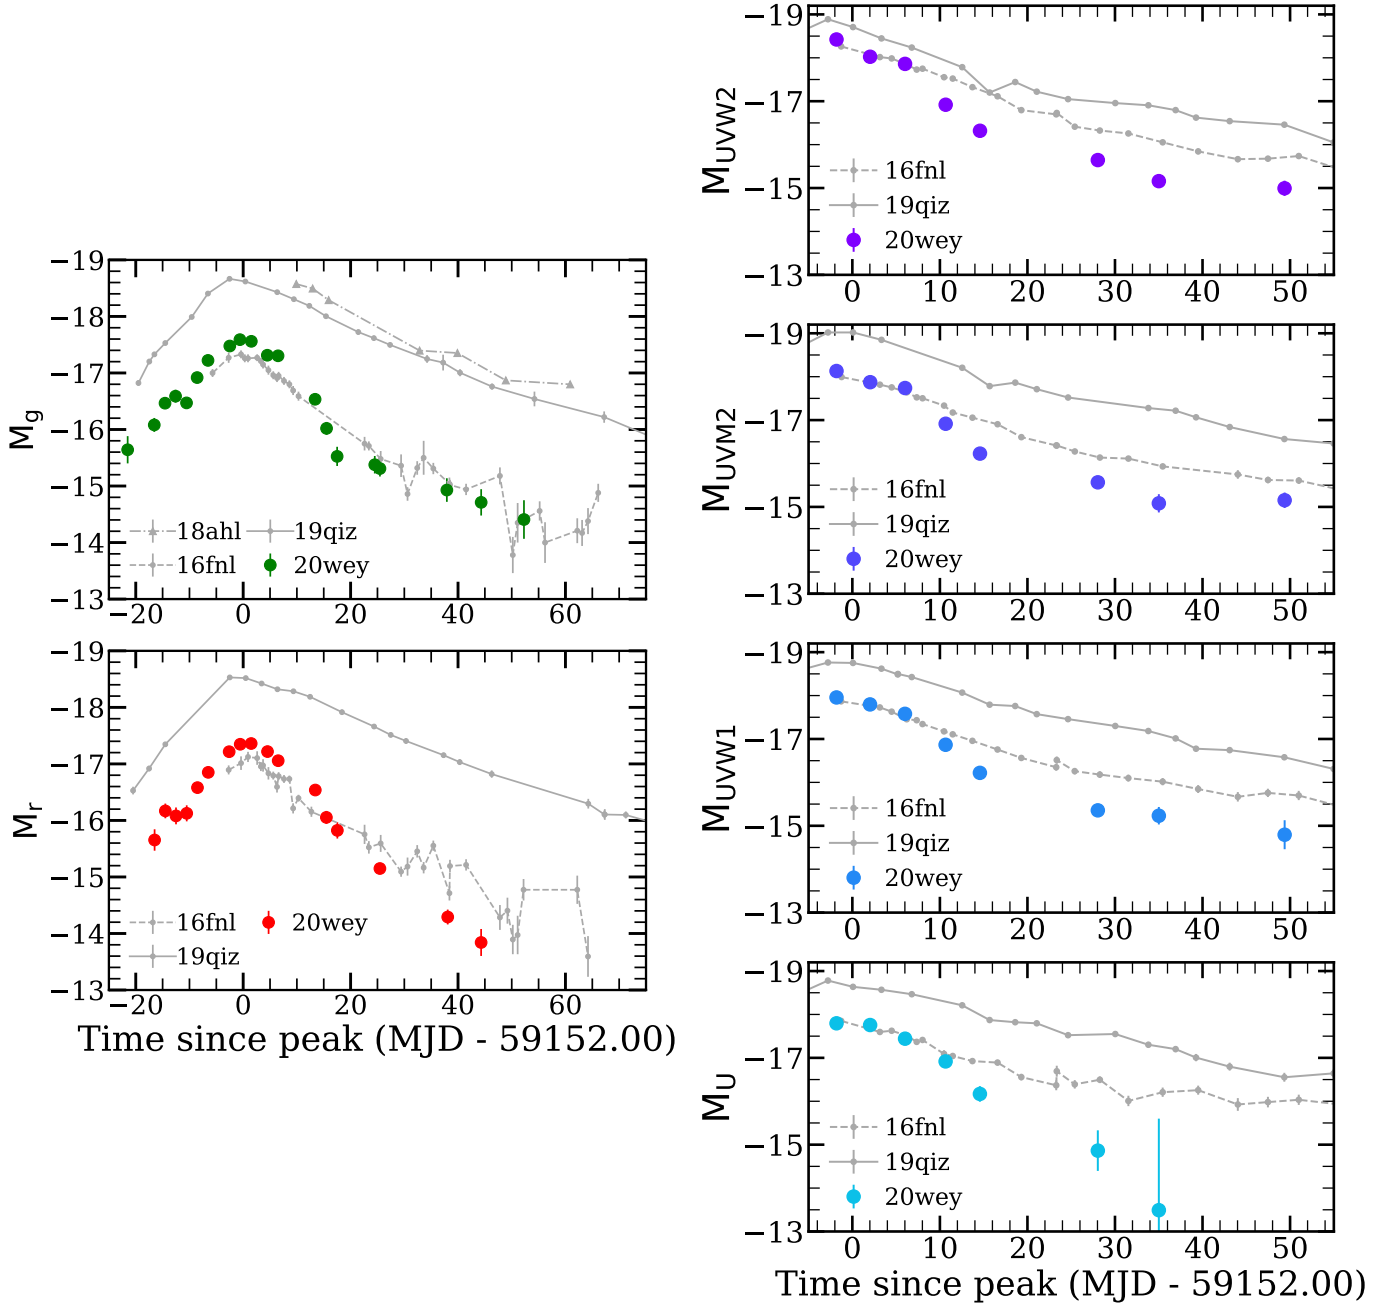 −19
−18
−17
−16
−15
−14
−13
M_g
18ahl 19qiz
16fnl 20wey
−20 0 20 40 60
−19
−18
−17
−16
−15
−14
−13
M_r
16fnl 20wey
19qiz
−20 0 20 40 60
Time since peak (MJD - 59152.00)
−19
−17
−15
−13
M_UVW2
16fnl
19qiz
20wey
0 10 20 30 40 50
−19
−17
−15
−13
M_UVM2
16fnl
19qiz
20wey
0 10 20 30 40 50
−19
−17
−15
−13
M_UVW1
16fnl
19qiz
20wey
0 10 20 30 40 50
−19
−17
−15
−13
M_U
16fnl
19qiz
20wey
0 10 20 30 40 50
Time since peak (MJD - 59152.00)